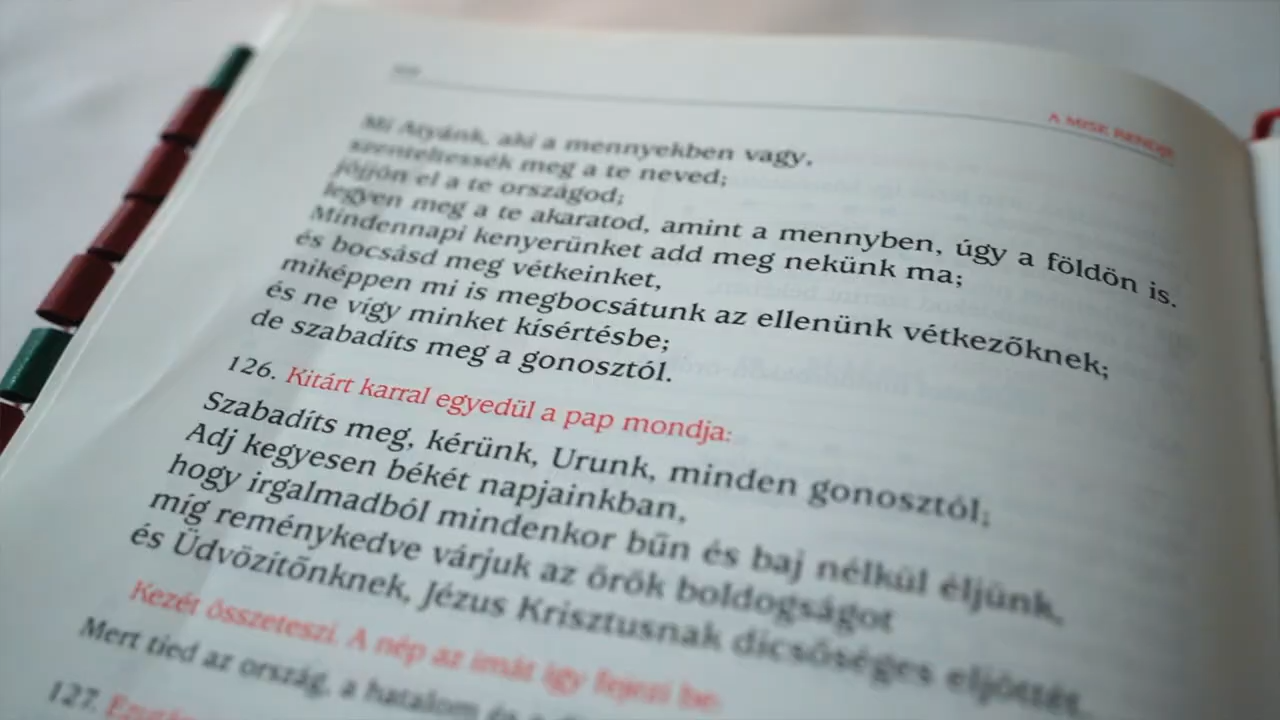 A MISE RENDJE
Mi Atyánk, aki a mennyekben vagy,
szenteltessék meg a te neved;
jöjjön el a te országod;
legyen meg a te akaratod, amint a mennyben, úgy a földön is.
Mindennapi kenyerünket add meg nekünk ma;
és bocsásd meg vétkeinket,
miképpen mi is megbocsátunk az ellenünk vétkezőknek;
és ne vígy minket kísértésbe;
de szabadíts meg a gonosztól.
126. Kitárt karral egyedül a pap mondja:
Szabadíts meg, kérünk, Urunk, minden gonosztól;
Adj kegyesen békét napjainkban,
hogy irgalmadból mindenkor bűn és baj nélkül éljünk,
míg reménykedve várjuk az örök boldogságot
és Üdvözítőnknek, Jézus Krisztusnak dicsőséges eljöttét.
Kezét összeteszi. A nép az imát így fejezi be:
Mert tied az ország, a hatalom és a
127.